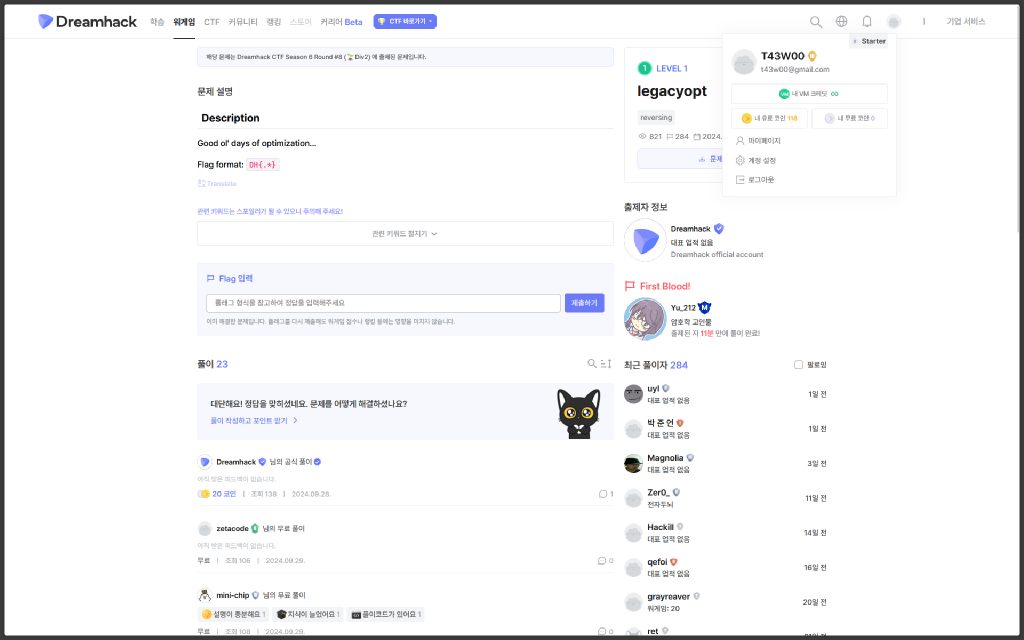 Dreamhack 학습 워게임 CTF 커뮤니티 랭킹 스토어 커리어 Beta CTF 바로가기 기업 서비스
Starter
T43W00
t43w00@gmail.com
내 VM 크레딧 ∞
내 유료 코인 118 내 무료 코인 0
마이페이지
계정 설정
로그아웃
해당 문제는 Dreamhack CTF Season 6 Round #8 (Div2) 에 출제된 문제입니다.
문제 설명
Description
Good ol' days of optimization...
Flag format: DH{.*}
Translate
관련 키워드는 스포일러가 될 수 있으니 주의해 주세요!
관련 키워드 펼치기
Flag 입력
플래그 형식을 참고하여 정답을 입력해주세요
제출하기
이미 해결한 문제입니다. 플래그를 다시 제출해도 워게임 점수나 랭킹 등에는 영향을 미치지 않습니다.
풀이 23
대단해요! 정답을 맞히셨네요. 문제를 어떻게 해결하셨나요?
풀이 작성하고 포인트 받기
Dreamhack 님의 공식 풀이
아직 받은 피드백이 없습니다.
20 코인 | 조회 138 | 2024.09.28. 1
zetacode 님의 무료 풀이
아직 받은 피드백이 없습니다.
무료 | 조회 106 | 2024.09.29. 0
mini-chip 님의 무료 풀이
설명이 충분해요 1 지식이 늘었어요 1 풀이코드가 있어요 1
무료 | 조회 108 | 2024.09.29. 0
1 LEVEL 1
legacyopt
reversing
821 284 2024.
문제
출제자 정보
Dreamhack
대표 업적 없음
Dreamhack official account
First Blood!
Yu_212
암호학 교인물
출제된 지 11분 만에 풀이 완료!
최근 풀이자 284 팔로잉
uyl
대표 업적 없음
1일 전
박 준 언
대표 업적 없음
1일 전
Magnolia
대표 업적 없음
3일 전
Zer0_
전자두뇌
11일 전
Hackill
대표 업적 없음
14일 전
qefoi
대표 업적 없음
16일 전
grayreaver
워게임: 20
20일 전
ret